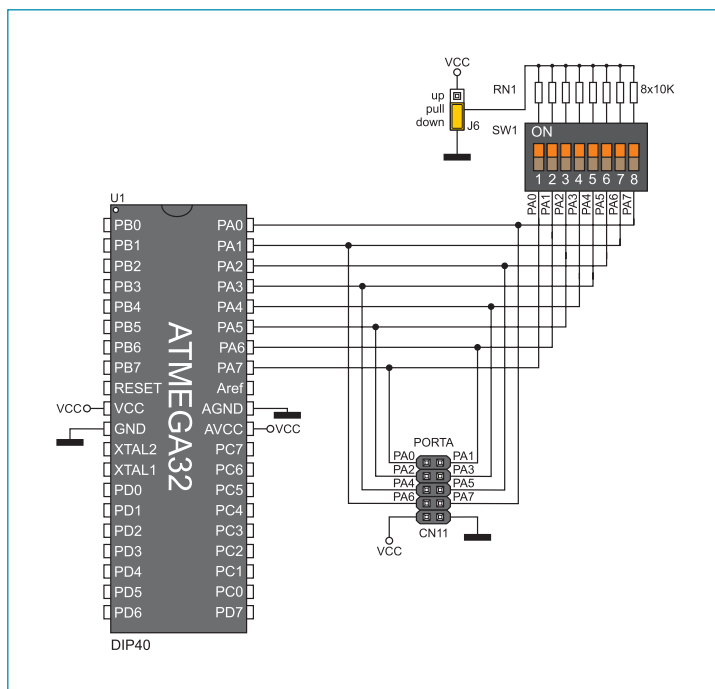 VCC
up
pull
down
J6
RN1
8x10K
SW1
ON
1 2 3 4 5 6 7 8
PA0 PA1 PA2 PA3 PA4 PA5 PA6 PA7
U1
PB0 PA0
PB1 PA1
PB2 PA2
PB3 PA3
PB4 PA4
PB5 PA5
PB6 PA6
PB7 PA7
RESET Aref
VCC VCC AGND
GND AVCC VCC
XTAL2 PC7
XTAL1 PC6
PD0 PC5
PD1 PC4
PD2 PC3
PD3 PC2
PD4 PC1
PD5 PC0
PD6 PD7
ATMEGA32
DIP40
PORTA
PA0 PA1
PA2 PA3
PA4 PA5
PA6 PA7
CN11
VCC